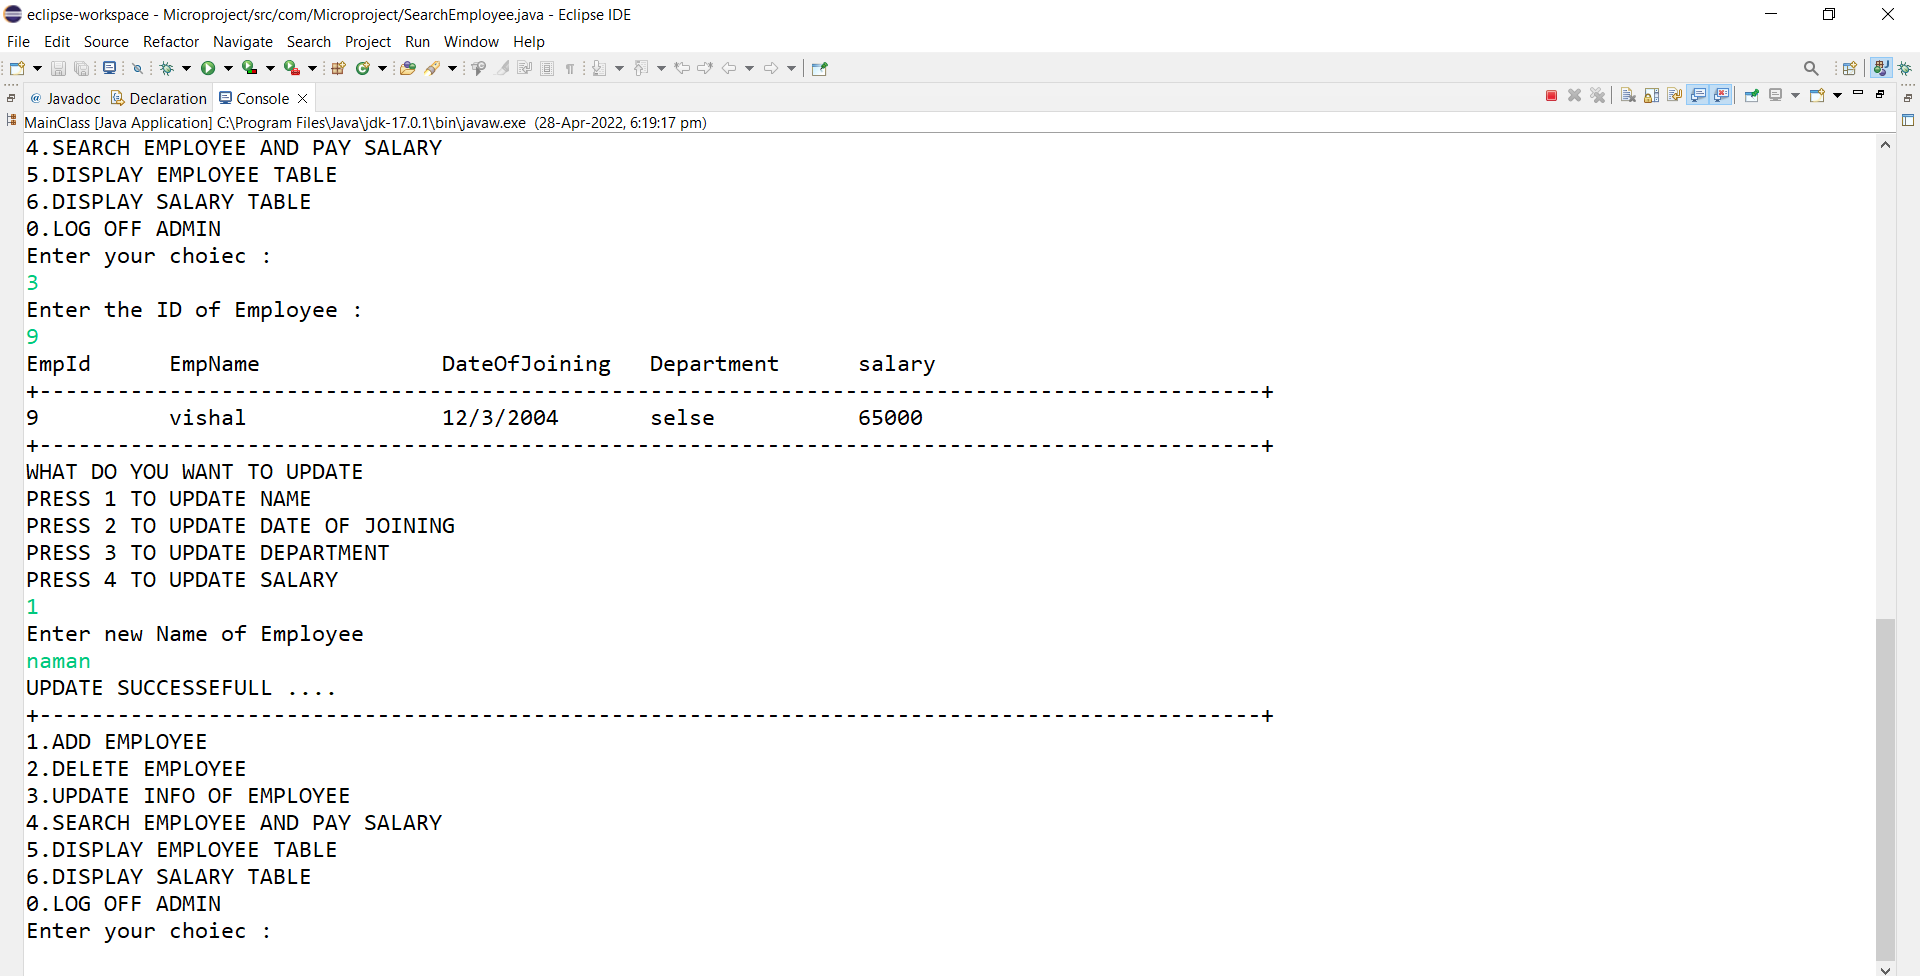 eclipse-workspace - Microproject/src/com/Microproject/SearchEmployee.java - Eclipse IDE
File Edit Source Refactor Navigate Search Project Run Window Help
@ Javadoc Declaration Console
MainClass [Java Application] C:\Program Files\Java\jdk-17.0.1\bin\javaw.exe (28-Apr-2022, 6:19:17 pm)
4.SEARCH EMPLOYEE AND PAY SALARY
5.DISPLAY EMPLOYEE TABLE
6.DISPLAY SALARY TABLE
0.LOG OFF ADMIN
Enter your choiec :
3
Enter the ID of Employee :
9
EmpId EmpName DateOfJoining Department salary
+----------------------------------------------------------------------------------------------+
9 vishal 12/3/2004 selse 65000
+----------------------------------------------------------------------------------------------+
WHAT DO YOU WANT TO UPDATE
PRESS 1 TO UPDATE NAME
PRESS 2 TO UPDATE DATE OF JOINING
PRESS 3 TO UPDATE DEPARTMENT
PRESS 4 TO UPDATE SALARY
1
Enter new Name of Employee
naman
UPDATE SUCCESSEFULL ....
+----------------------------------------------------------------------------------------------+
1.ADD EMPLOYEE
2.DELETE EMPLOYEE
3.UPDATE INFO OF EMPLOYEE
4.SEARCH EMPLOYEE AND PAY SALARY
5.DISPLAY EMPLOYEE TABLE
6.DISPLAY SALARY TABLE
0.LOG OFF ADMIN
Enter your choiec :